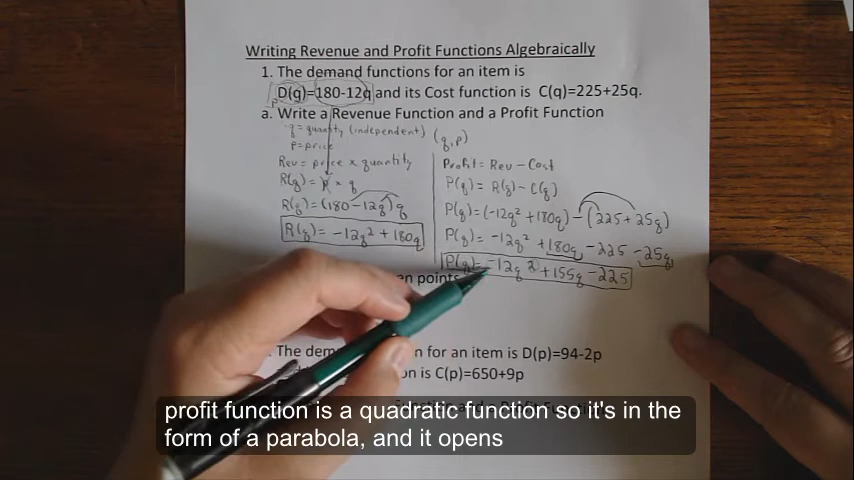 Writing Revenue and Profit Functions Algebraically
1. The demand functions for an item is
D(q)=180-12q and its Cost function is C(q)=225+25q.
a. Write a Revenue Function and a Profit Function
q=quantity (independent) (q,p)
p=price
Rev = price x quantity
R(q)= p x q
R(q)= (180-12q)q
R(q)= -12q² + 180q
Profit = Rev - Cost
P(q)= R(q) - C(q)
P(q)= (-12q² + 180q) - (225+25q)
P(q)= -12q² + 180q - 225 - 25q
P(q)= -12q² + 155q - 225
en points
The dem n for an item is D(p)=94-2p
on is C(p)=650+9p
profit function is a quadratic function so it's in the
form of a parabola, and it opens